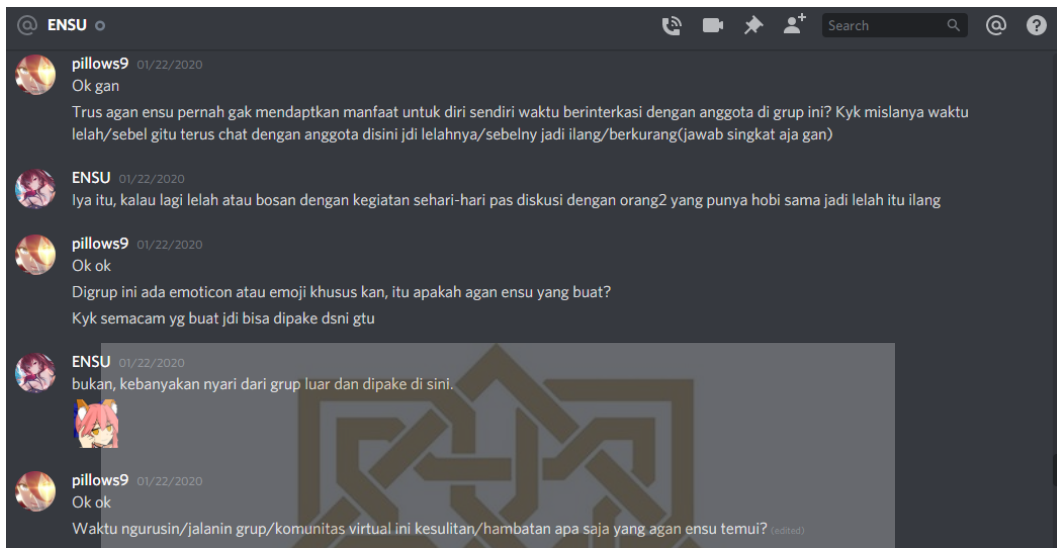 @ ENSU
Search
pillows9 01/22/2020
Ok gan
Trus agan ensu pernah gak mendaptkan manfaat untuk diri sendiri waktu berinterkasi dengan anggota di grup ini? Kyk mislanya waktu
lelah/sebel gitu terus chat dengan anggota disini jdi lelahnya/sebelny jadi ilang/berkurang(jawab singkat aja gan)
ENSU 01/22/2020
Iya itu, kalau lagi lelah atau bosan dengan kegiatan sehari-hari pas diskusi dengan orang2 yang punya hobi sama jadi lelah itu ilang
pillows9 01/22/2020
Ok ok
Digrup ini ada emoticon atau emoji khusus kan, itu apakah agan ensu yang buat?
Kyk semacam yg buat jdi bisa dipake dsni gtu
ENSU 01/22/2020
bukan, kebanyakan nyari dari grup luar dan dipake di sini.
pillows9 01/22/2020
Ok ok
Waktu ngurusin/jalanin grup/komunitas virtual ini kesulitan/hambatan apa saja yang agan ensu temui? (edited)